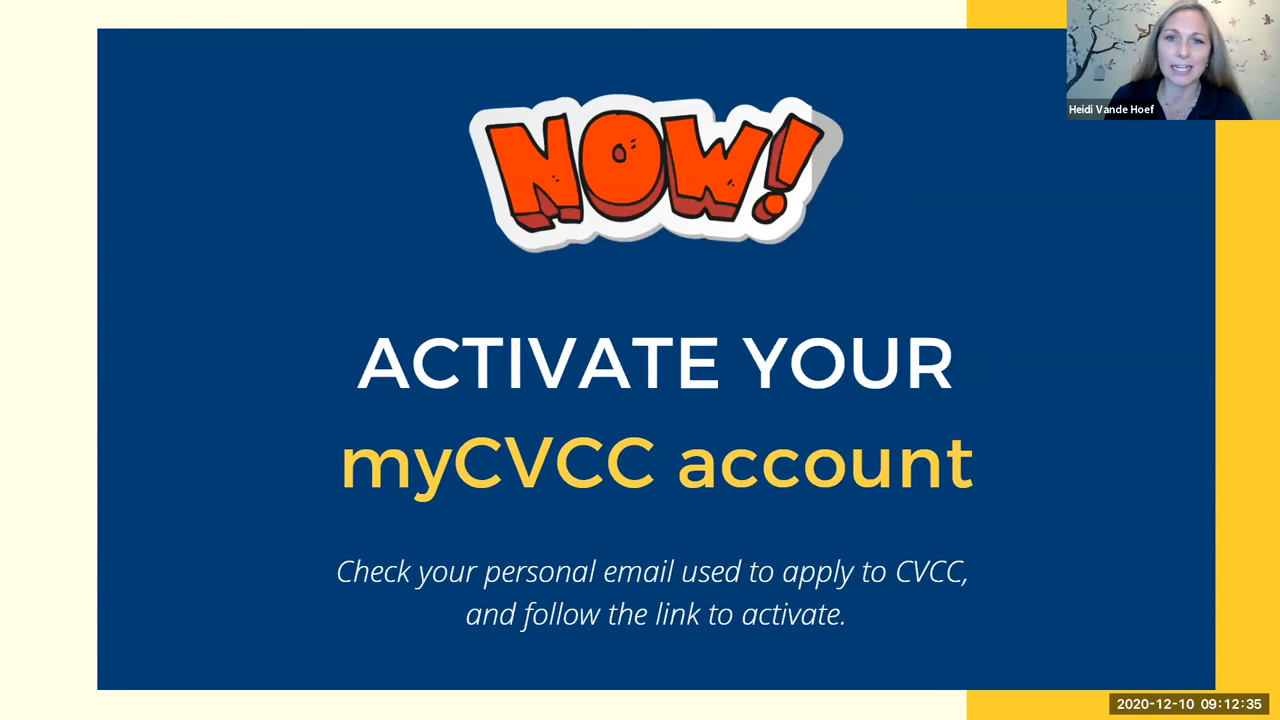 Heidi Vande Hoef
NOW!
ACTIVATE YOUR
myCVCC account
Check your personal email used to apply to CVCC,
and follow the link to activate.
2020-12-10 09:12:35